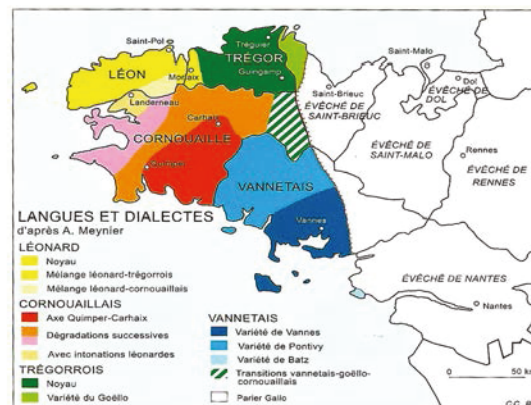 Saint-Pol
Tréguier
TRÉGOR
Guingamp
Saint-Malo
LÉON
Morlaix
Dol
Landerneau
Saint-Brieuc
ÉVÊCHÉ DE DOL
ÉVÊCHÉ DE SAINT-BRIEUC
Carhaix
CORNOUAILLE
ÉVÊCHÉ DE SAINT-MALO
Rennes
Quimper
ÉVÊCHÉ DE RENNES
VANNETAIS
Vannes
ÉVÊCHÉ DE NANTES
Nantes
LANGUES ET DIALECTES
d'après A. Meynier
LÉONARD
Noyau
Mélange léonard-trégorrois
Mélange léonard-cornouaillais
CORNOUAILLAIS
Axe Quimper-Carhaix
Dégradations successives
Avec intonations léonardes
TRÉGORROIS
Noyau
Variété du Goëllo
VANNETAIS
Variété de Vannes
Variété de Pontivy
Variété de Batz
Transitions vannetais-goëllo-
cornouaillais
Parler Gallo
0 50 k